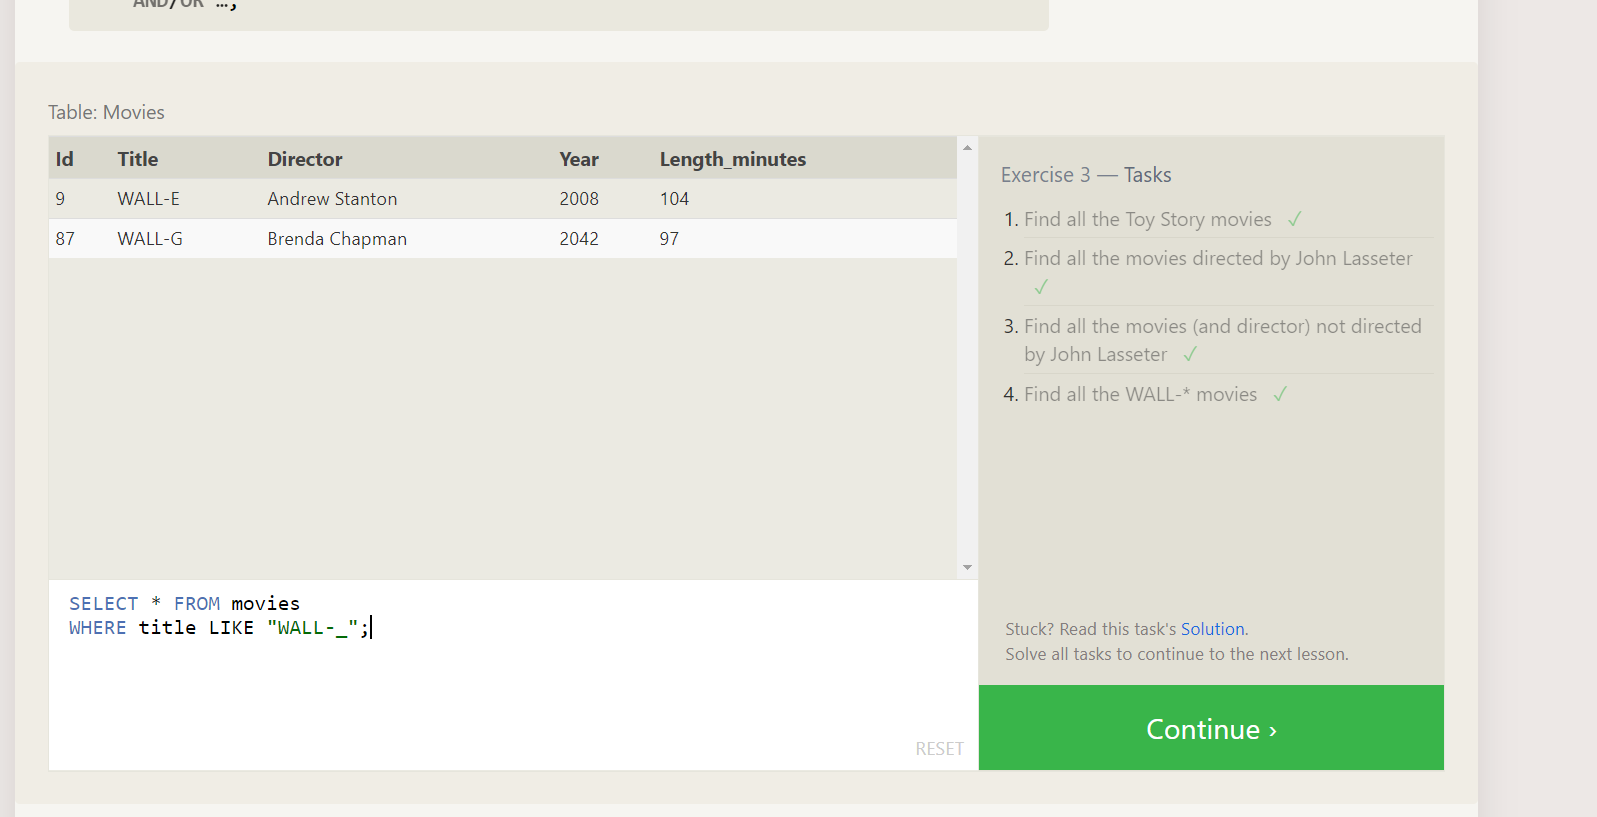 AND/OR …;
Table: Movies
Id Title Director Year Length_minutes
9 WALL-E Andrew Stanton 2008 104
87 WALL-G Brenda Chapman 2042 97
SELECT * FROM movies
WHERE title LIKE "WALL-_";
RESET
Exercise 3 — Tasks
1. Find all the Toy Story movies ✓
2. Find all the movies directed by John Lasseter
✓
3. Find all the movies (and director) not directed
by John Lasseter ✓
4. Find all the WALL-* movies ✓
Stuck? Read this task's Solution.
Solve all tasks to continue to the next lesson.
Continue ›